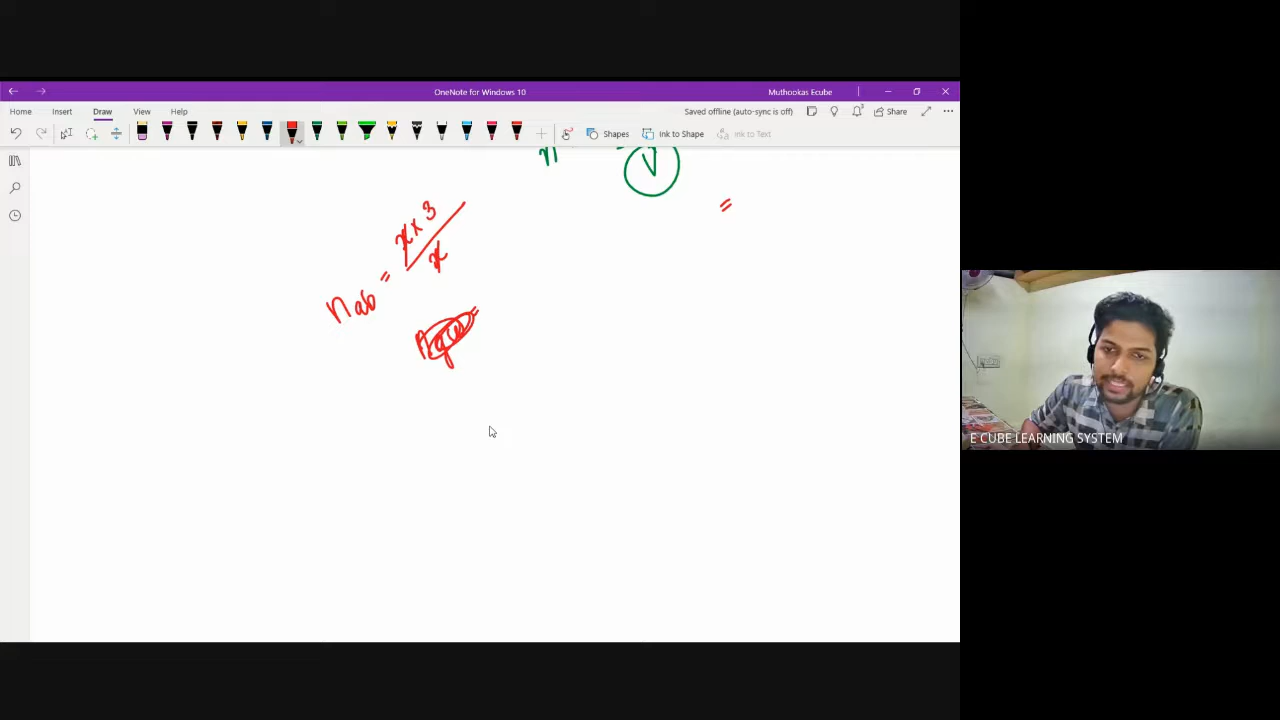 OneNote for Windows 10
Muthookas Ecube
Home Insert Draw View Help
Saved offline (auto-sync is off)
Share
Shapes
Ink to Shape
Ink to Text
n
V
=
nab = x × 3 / x
=
E CUBE LEARNING SYSTEM